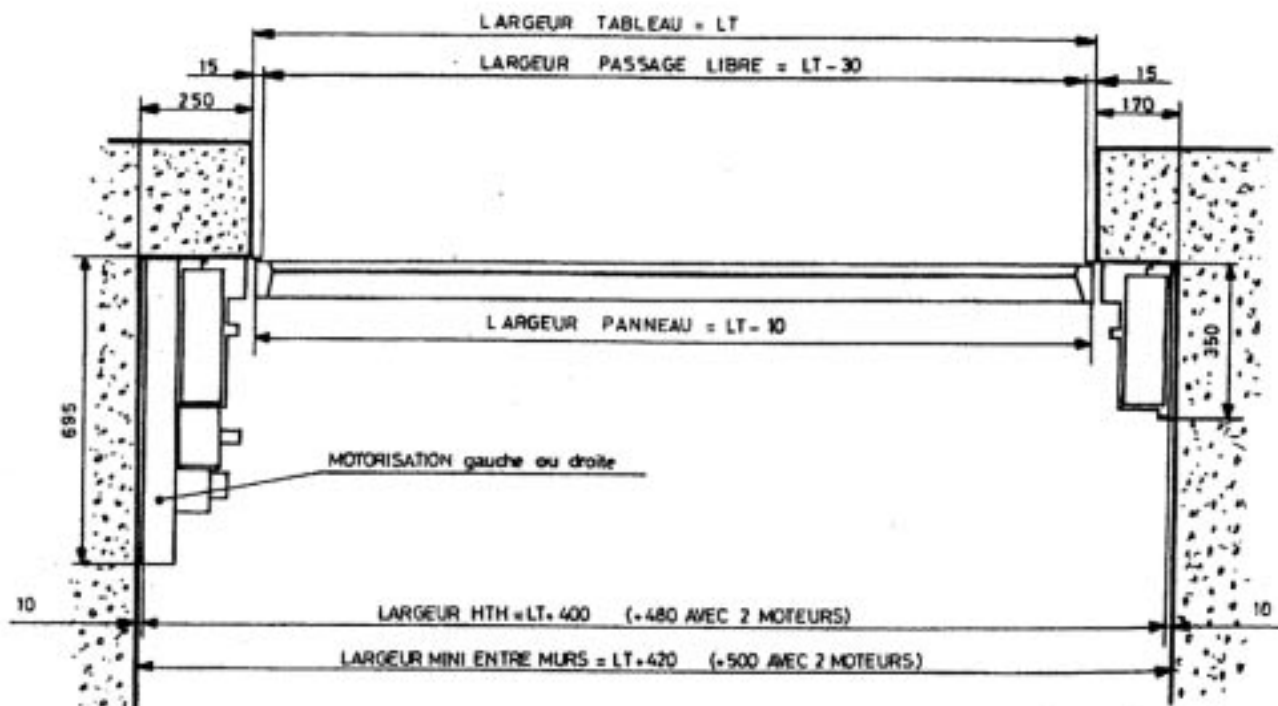 LARGEUR TABLEAU = LT
LARGEUR PASSAGE LIBRE = LT-30
15
15
250
170
LARGEUR PANNEAU = LT-10
350
695
MOTORISATION gauche ou droite
10
LARGEUR HTH = LT+400 (+480 AVEC 2 MOTEURS)
10
LARGEUR MINI ENTRE MURS = LT+420 (+500 AVEC 2 MOTEURS)